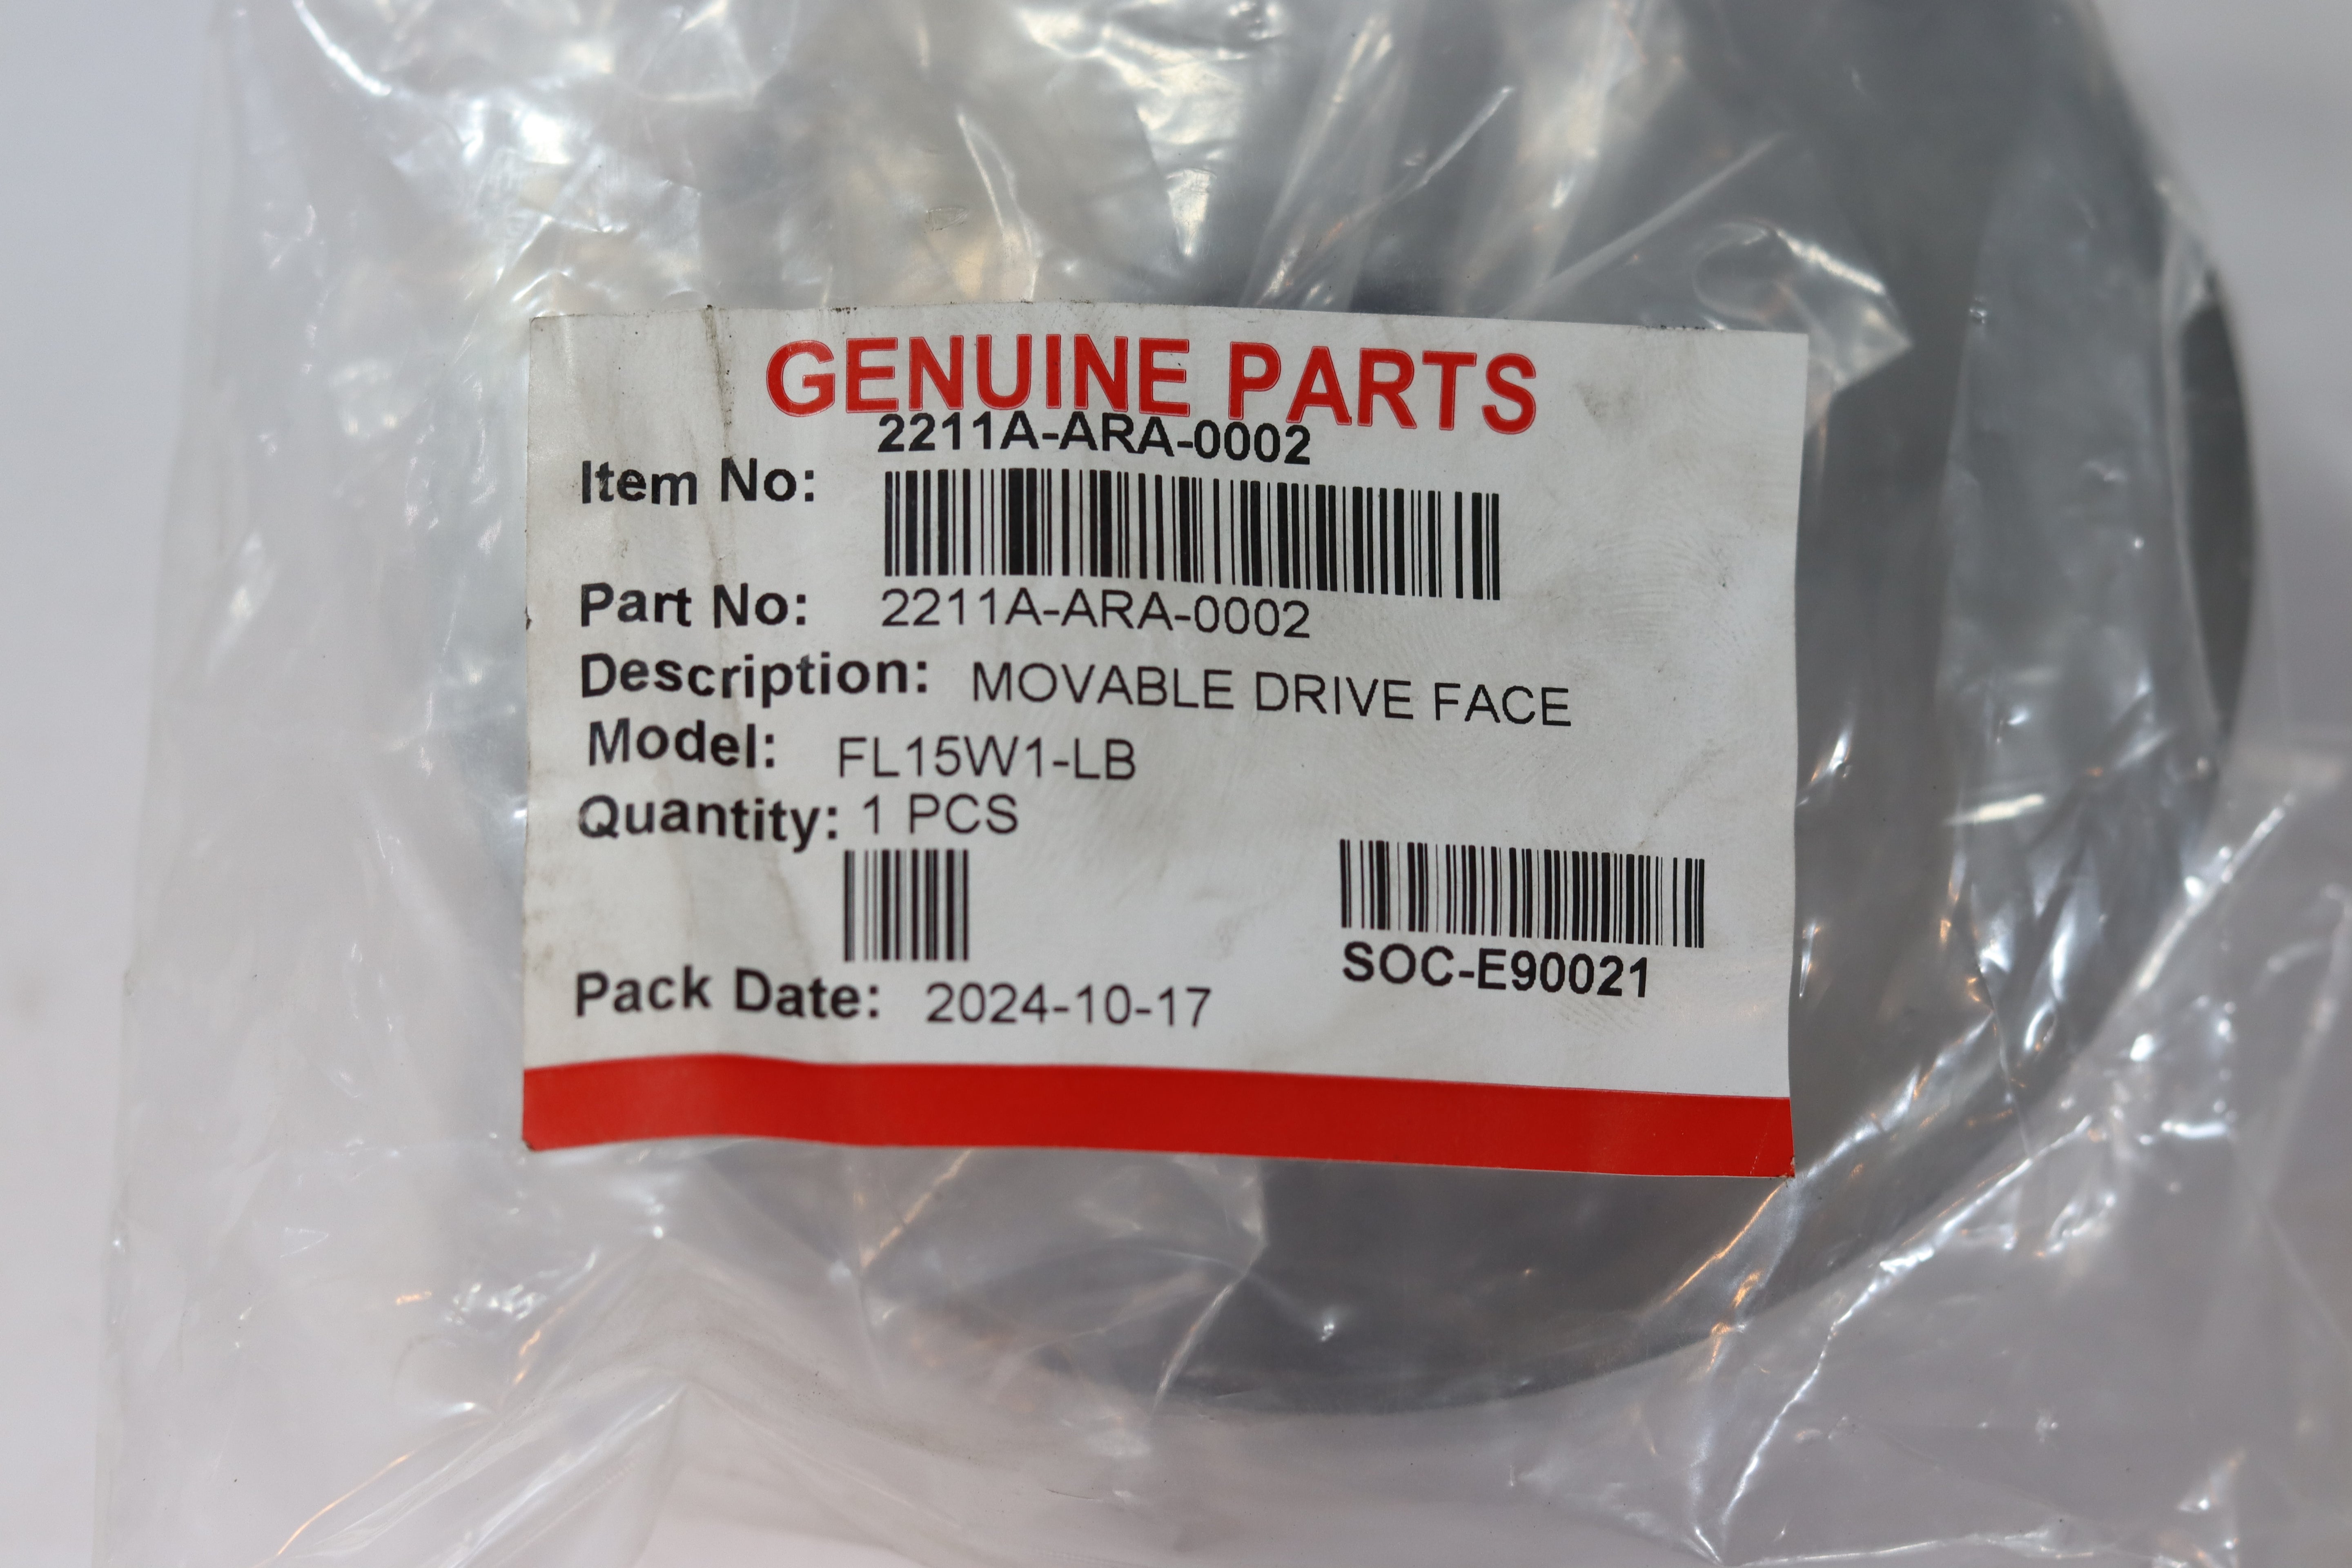 GENUINE PARTS
2211A-ARA-0002
Item No:
Part No: 2211A-ARA-0002
Description: MOVABLE DRIVE FACE
Model: FL15W1-LB
Quantity: 1 PCS
SOC-E90021
Pack Date: 2024-10-17